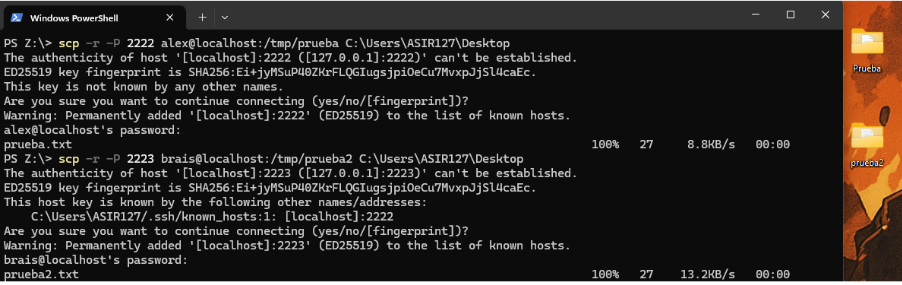 Windows PowerShell
PS Z:\> scp -r -P 2222 alex@localhost:/tmp/prueba C:\Users\ASIR127\Desktop
The authenticity of host '[localhost]:2222 ([127.0.0.1]:2222)' can't be established.
ED25519 key fingerprint is SHA256:Ei+jyMSuP40ZKrFLQGIugsjpiOeCu7MvxpJjSl4caEc.
This key is not known by any other names.
Are you sure you want to continue connecting (yes/no/[fingerprint])?
Warning: Permanently added '[localhost]:2222' (ED25519) to the list of known hosts.
alex@localhost's password:
prueba.txt 100% 27 8.8KB/s 00:00
PS Z:\> scp -r -P 2223 brais@localhost:/tmp/prueba2 C:\Users\ASIR127\Desktop
The authenticity of host '[localhost]:2223 ([127.0.0.1]:2223)' can't be established.
ED25519 key fingerprint is SHA256:Ei+jyMSuP40ZKrFLQGIugsjpiOeCu7MvxpJjSl4caEc.
This host key is known by the following other names/addresses:
C:\Users\ASIR127/.ssh/known_hosts:1: [localhost]:2222
Are you sure you want to continue connecting (yes/no/[fingerprint])?
Warning: Permanently added '[localhost]:2223' (ED25519) to the list of known hosts.
brais@localhost's password:
prueba2.txt 100% 27 13.2KB/s 00:00
Prueba
prueba2